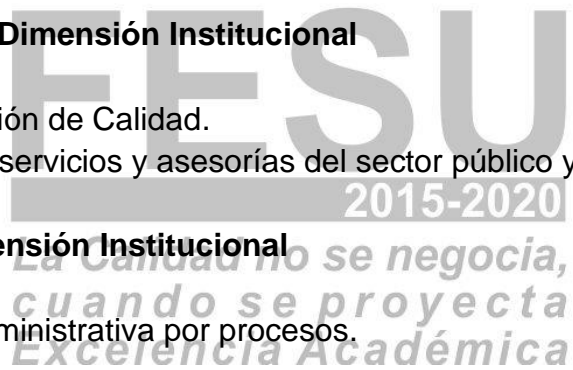 FESU
Dimensión Institucional
ión de Calidad.
servicios y asesorías del sector público y
2015-2020
ensión Institucional
La Calidad no se negocia,
cuando se proyecta
ministrativa por procesos.
Excelencia Académica